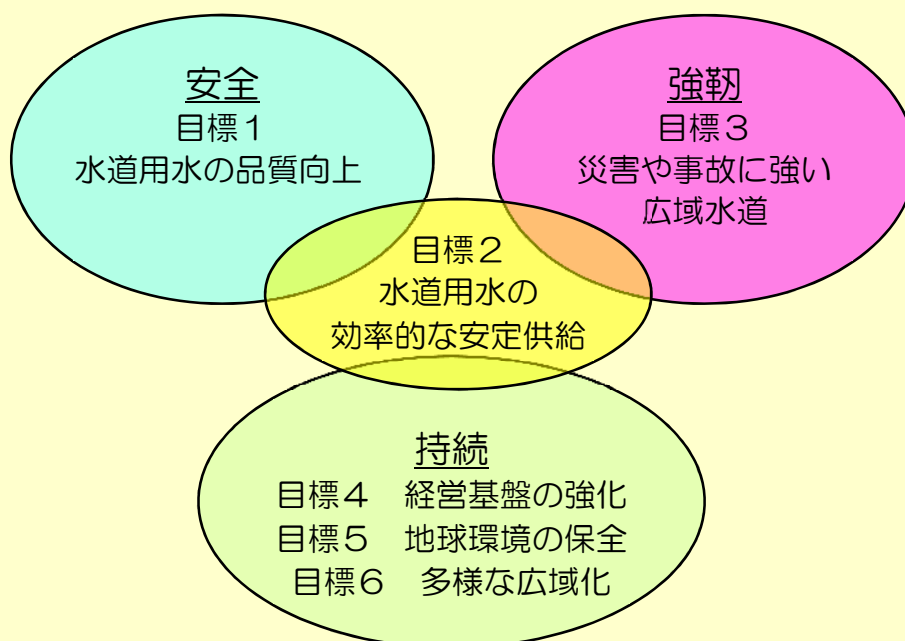 安全
目標１
水道用水の品質向上
強靭
目標３
災害や事故に強い
広域水道
目標２
水道用水の
効率的な安定供給
持続
目標４　経営基盤の強化
目標５　地球環境の保全
目標６　多様な広域化